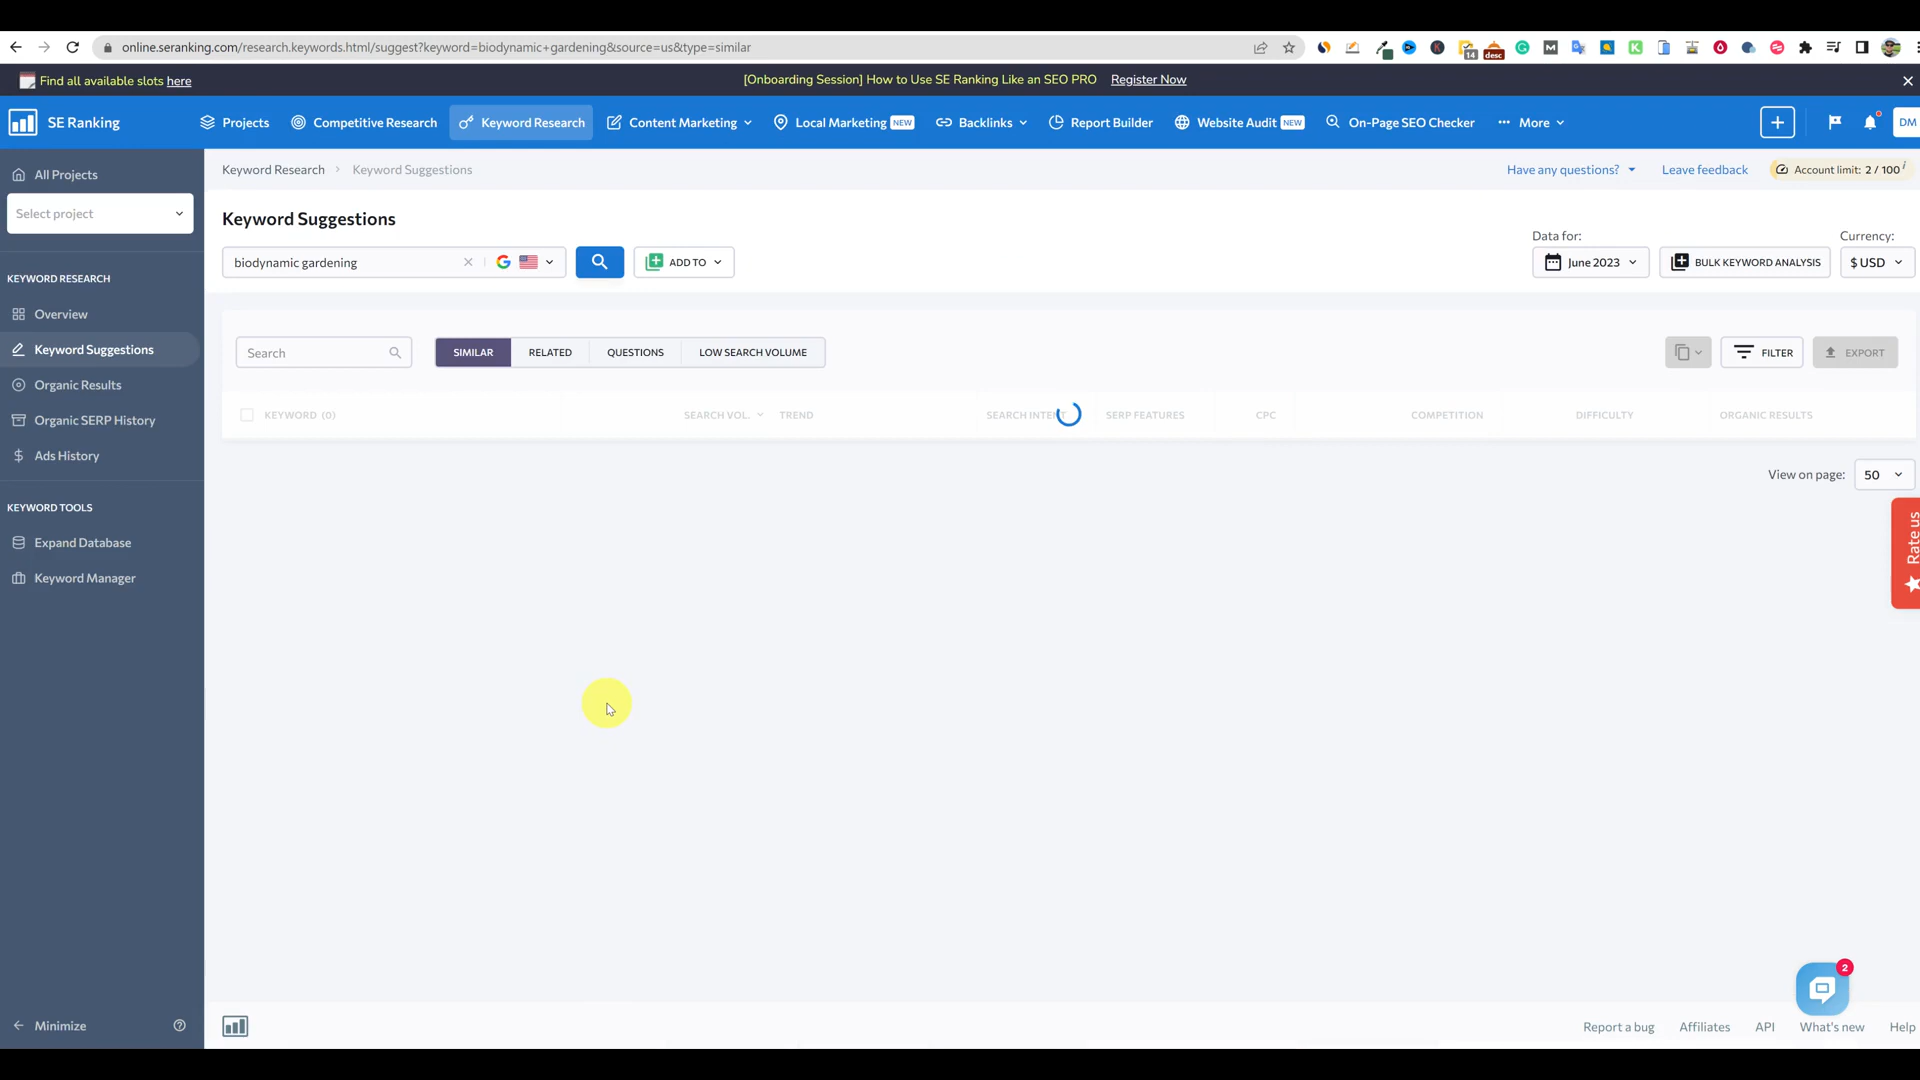 online.seranking.com/research.keywords.html/suggest?keyword=biodynamic+gardening&source=us&type=similar
14
desc
Find all available slots here
[Onboarding Session] How to Use SE Ranking Like an SEO PRO Register Now
SE Ranking
Projects
Competitive Research
Keyword Research
Content Marketing
Local Marketing NEW
Backlinks
Report Builder
Website Audit NEW
On-Page SEO Checker
More
DM
All Projects
Select project
KEYWORD RESEARCH
Overview
Keyword Suggestions
Organic Results
Organic SERP History
Ads History
KEYWORD TOOLS
Expand Database
Keyword Manager
Minimize
Keyword Research > Keyword Suggestions
Have any questions?
Leave feedback
Account limit: 2 / 100 i
Keyword Suggestions
biodynamic gardening
ADD TO
Data for:
June 2023
BULK KEYWORD ANALYSIS
Currency:
$ USD
Search
SIMILAR
RELATED
QUESTIONS
LOW SEARCH VOLUME
FILTER
EXPORT
KEYWORD (0)
SEARCH VOL.
TREND
SEARCH INTENT
SERP FEATURES
CPC
COMPETITION
DIFFICULTY
ORGANIC RESULTS
View on page:
50
Rate us
2
Report a bug
Affiliates
API
What's new
Help